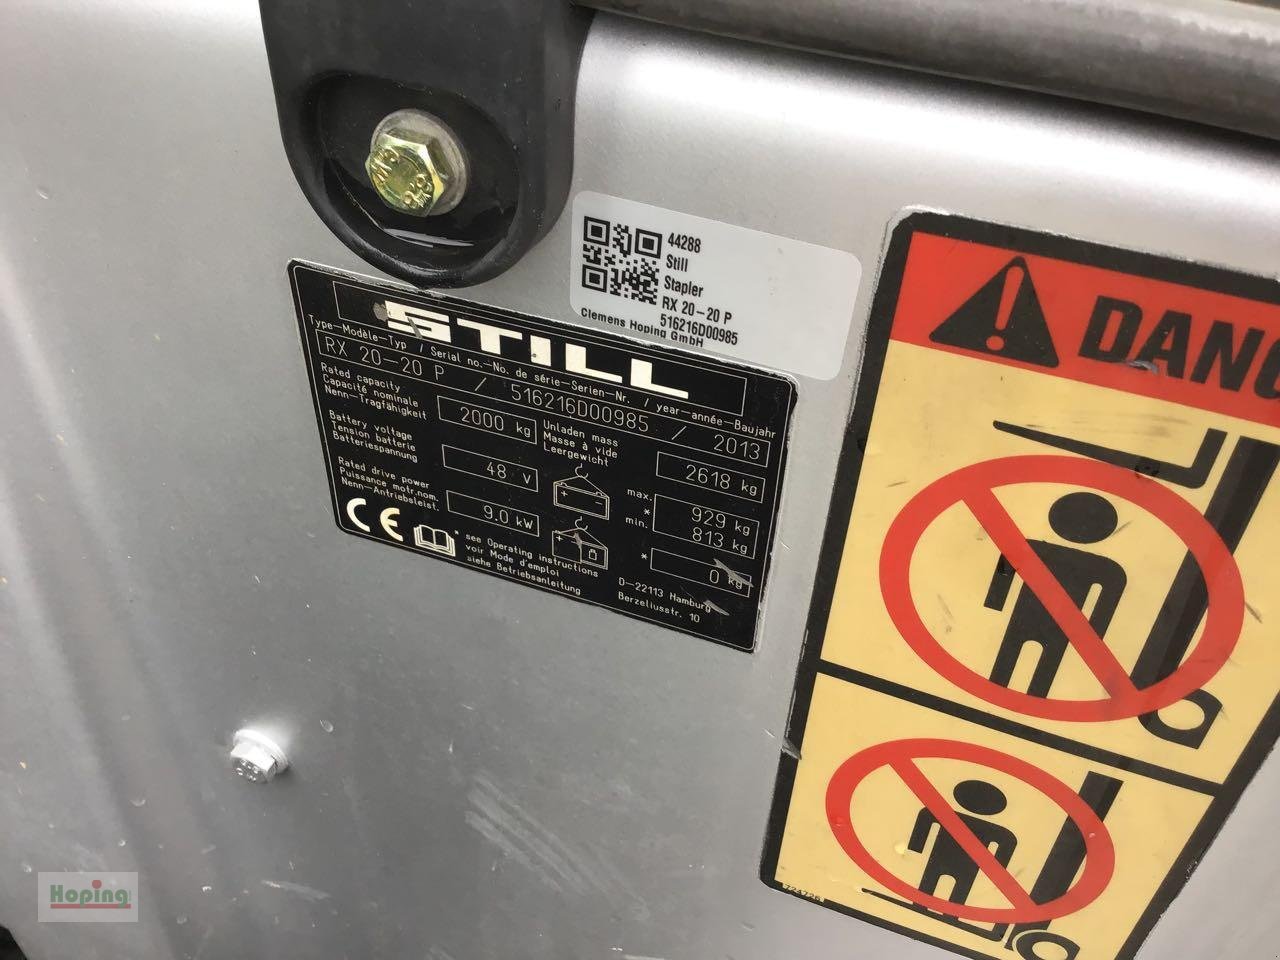 M9
8.8
44288
Still
Stapler
RX 20-20 P
516216D00985
Clemens Hoping GmbH
STILL
Type-Modèle-Typ / Serial no.-No. de série-Serien-Nr. / year-année-Baujahr
RX 20-20 P / 516216D00985 / 2013
Rated capacity
Capacité nominale
Nenn-Tragfähigkeit
2000 kg
Unladen mass
Masse à vide
Leergewicht
2618 kg
Battery voltage
Tension batterie
Batteriespannung
48 V
max. 929 kg
*
min. 813 kg
Rated drive power
Puissance motr.nom.
Nenn-Antriebsleist.
9.0 kW
* 0 kg
CE
* see Operating instructions
voir Mode d'emploi
siehe Betriebsanleitung
D-22113 Hamburg
Berzeliusstr. 10
DANG
724726
Hoping